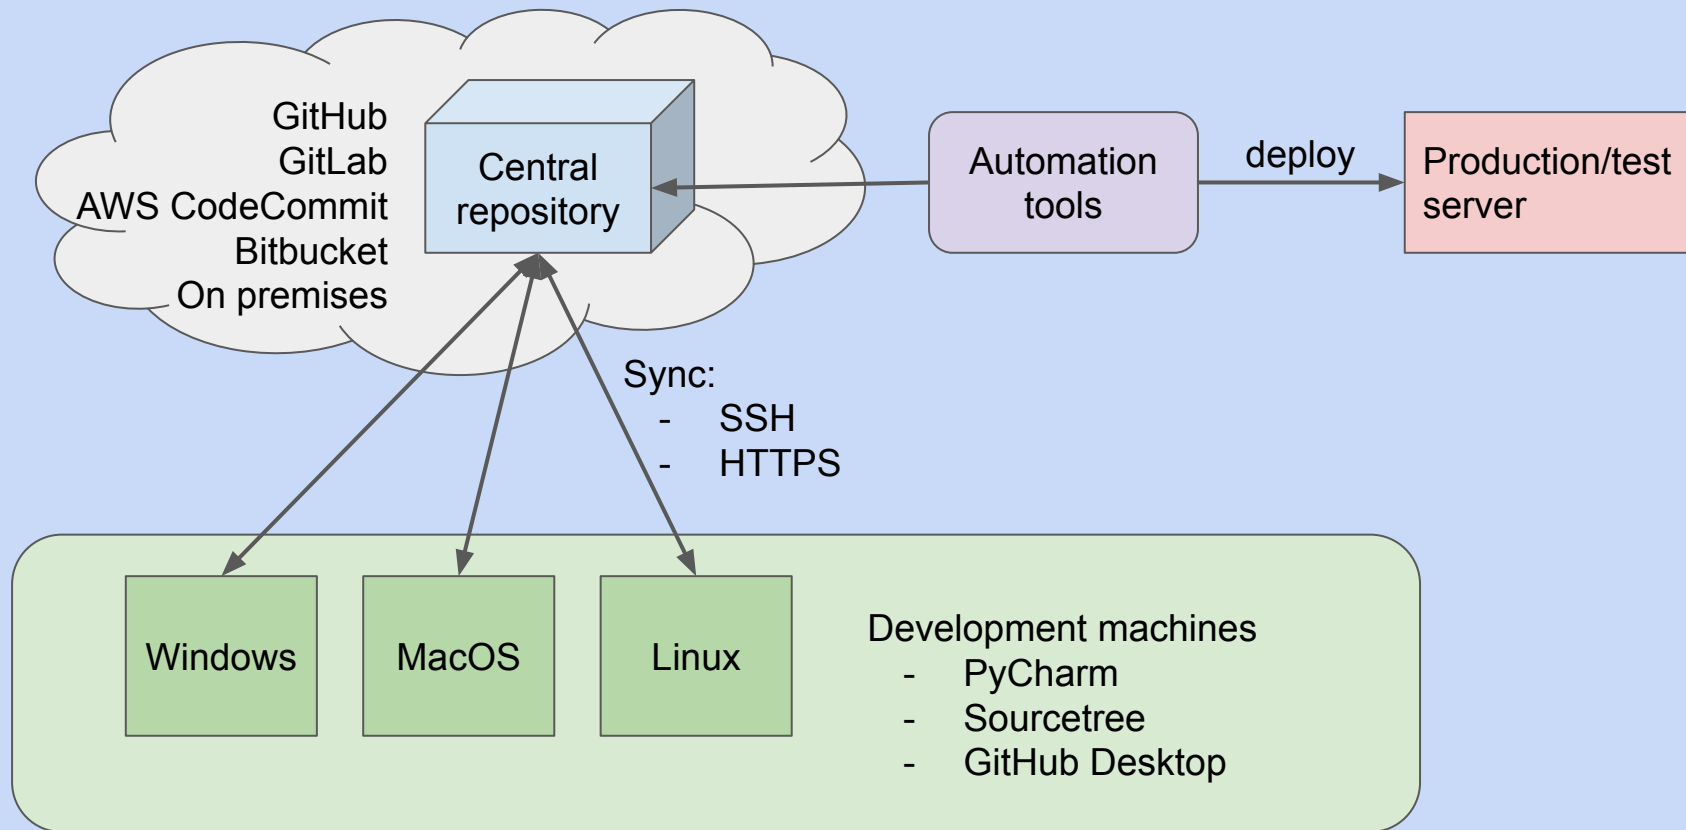 GitHub
GitLab
AWS CodeCommit
Bitbucket
On premises
Central
repository
Automation
tools
deploy
Production/test
server
Sync:
- SSH
- HTTPS
Windows
MacOS
Linux
Development machines
- PyCharm
- Sourcetree
- GitHub Desktop